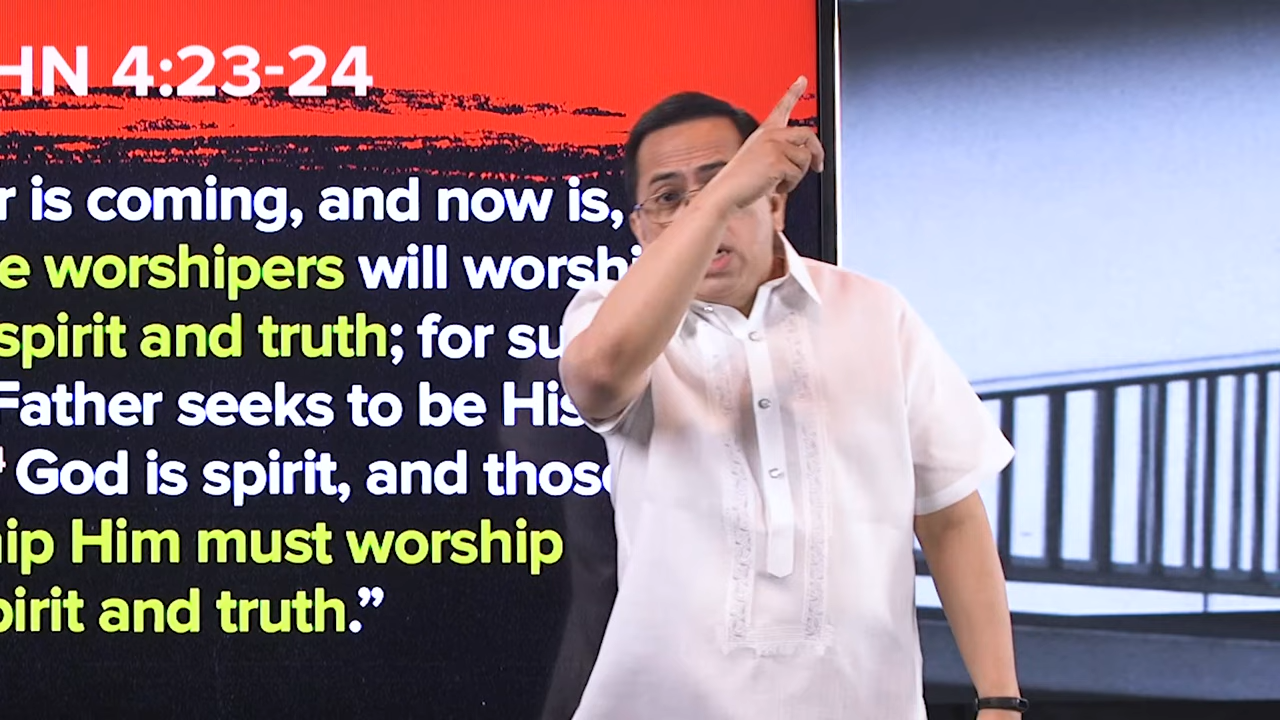 HN 4:23-24
r is coming, and now is,
e worshipers will worshi
spirit and truth; for su
Father seeks to be His
God is spirit, and those
ip Him must worship
pirit and truth.”